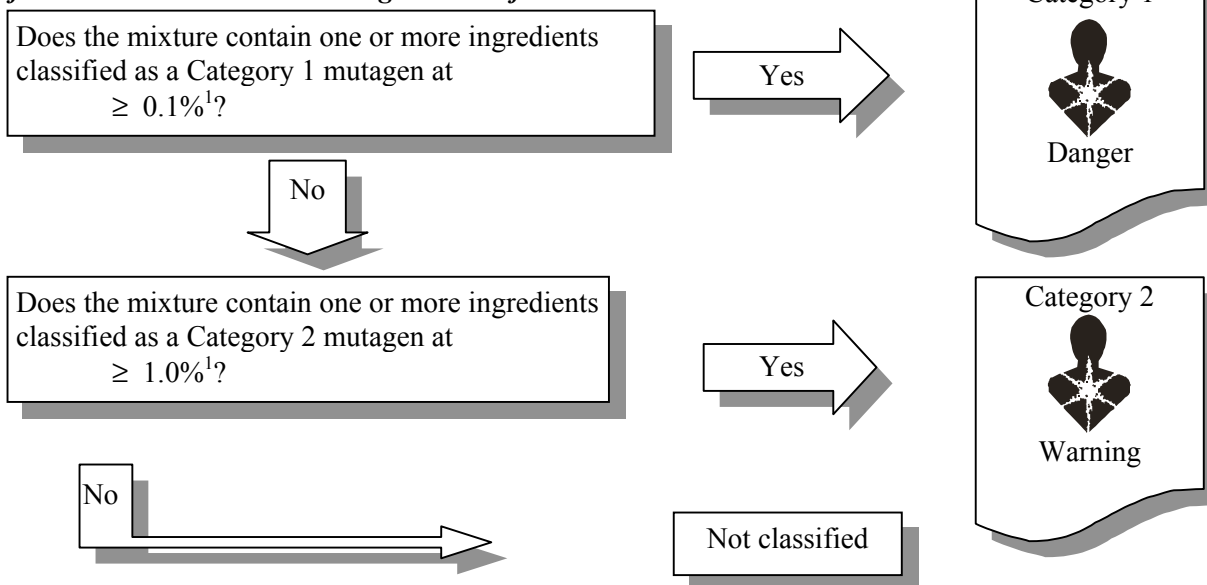 Does the mixture contain one or more ingredients
classified as a Category 1 mutagen at
≥ 0.1%¹?
Yes
Danger
No
Does the mixture contain one or more ingredients
classified as a Category 2 mutagen at
≥ 1.0%¹?
Yes
Category 2
Warning
No
Not classified